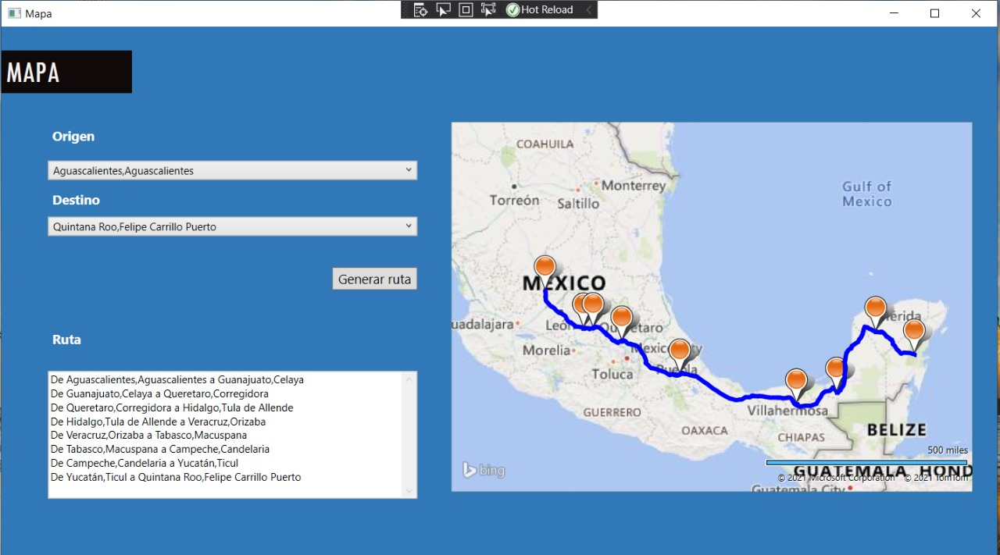 Mapa
Hot Reload
MAPA
Origen
Aguascalientes,Aguascalientes
Destino
Quintana Roo,Felipe Carrillo Puerto
Generar ruta
Ruta
De Aguascalientes,Aguascalientes a Guanajuato,Celaya
De Guanajuato,Celaya a Queretaro,Corregidora
De Queretaro,Corregidora a Hidalgo,Tula de Allende
De Hidalgo,Tula de Allende a Veracruz,Orizaba
De Veracruz,Orizaba a Tabasco,Macuspana
De Tabasco,Macuspana a Campeche,Candelaria
De Campeche,Candelaria a Yucatán,Ticul
De Yucatán,Ticul a Quintana Roo,Felipe Carrillo Puerto
COAHUILA
Monterrey
Torreón
Saltillo
Gulf of
Mexico
MEXICO
uadalajara
Morelia
Mexico
Toluca
Puebla
GUERRERO
OAXACA
Villahermosa
CHIAPAS
BELIZE
500 miles
GUATEMALA HOND
© 2021 Microsoft Corporation © 2021 TomTom
Guatemala City
bing